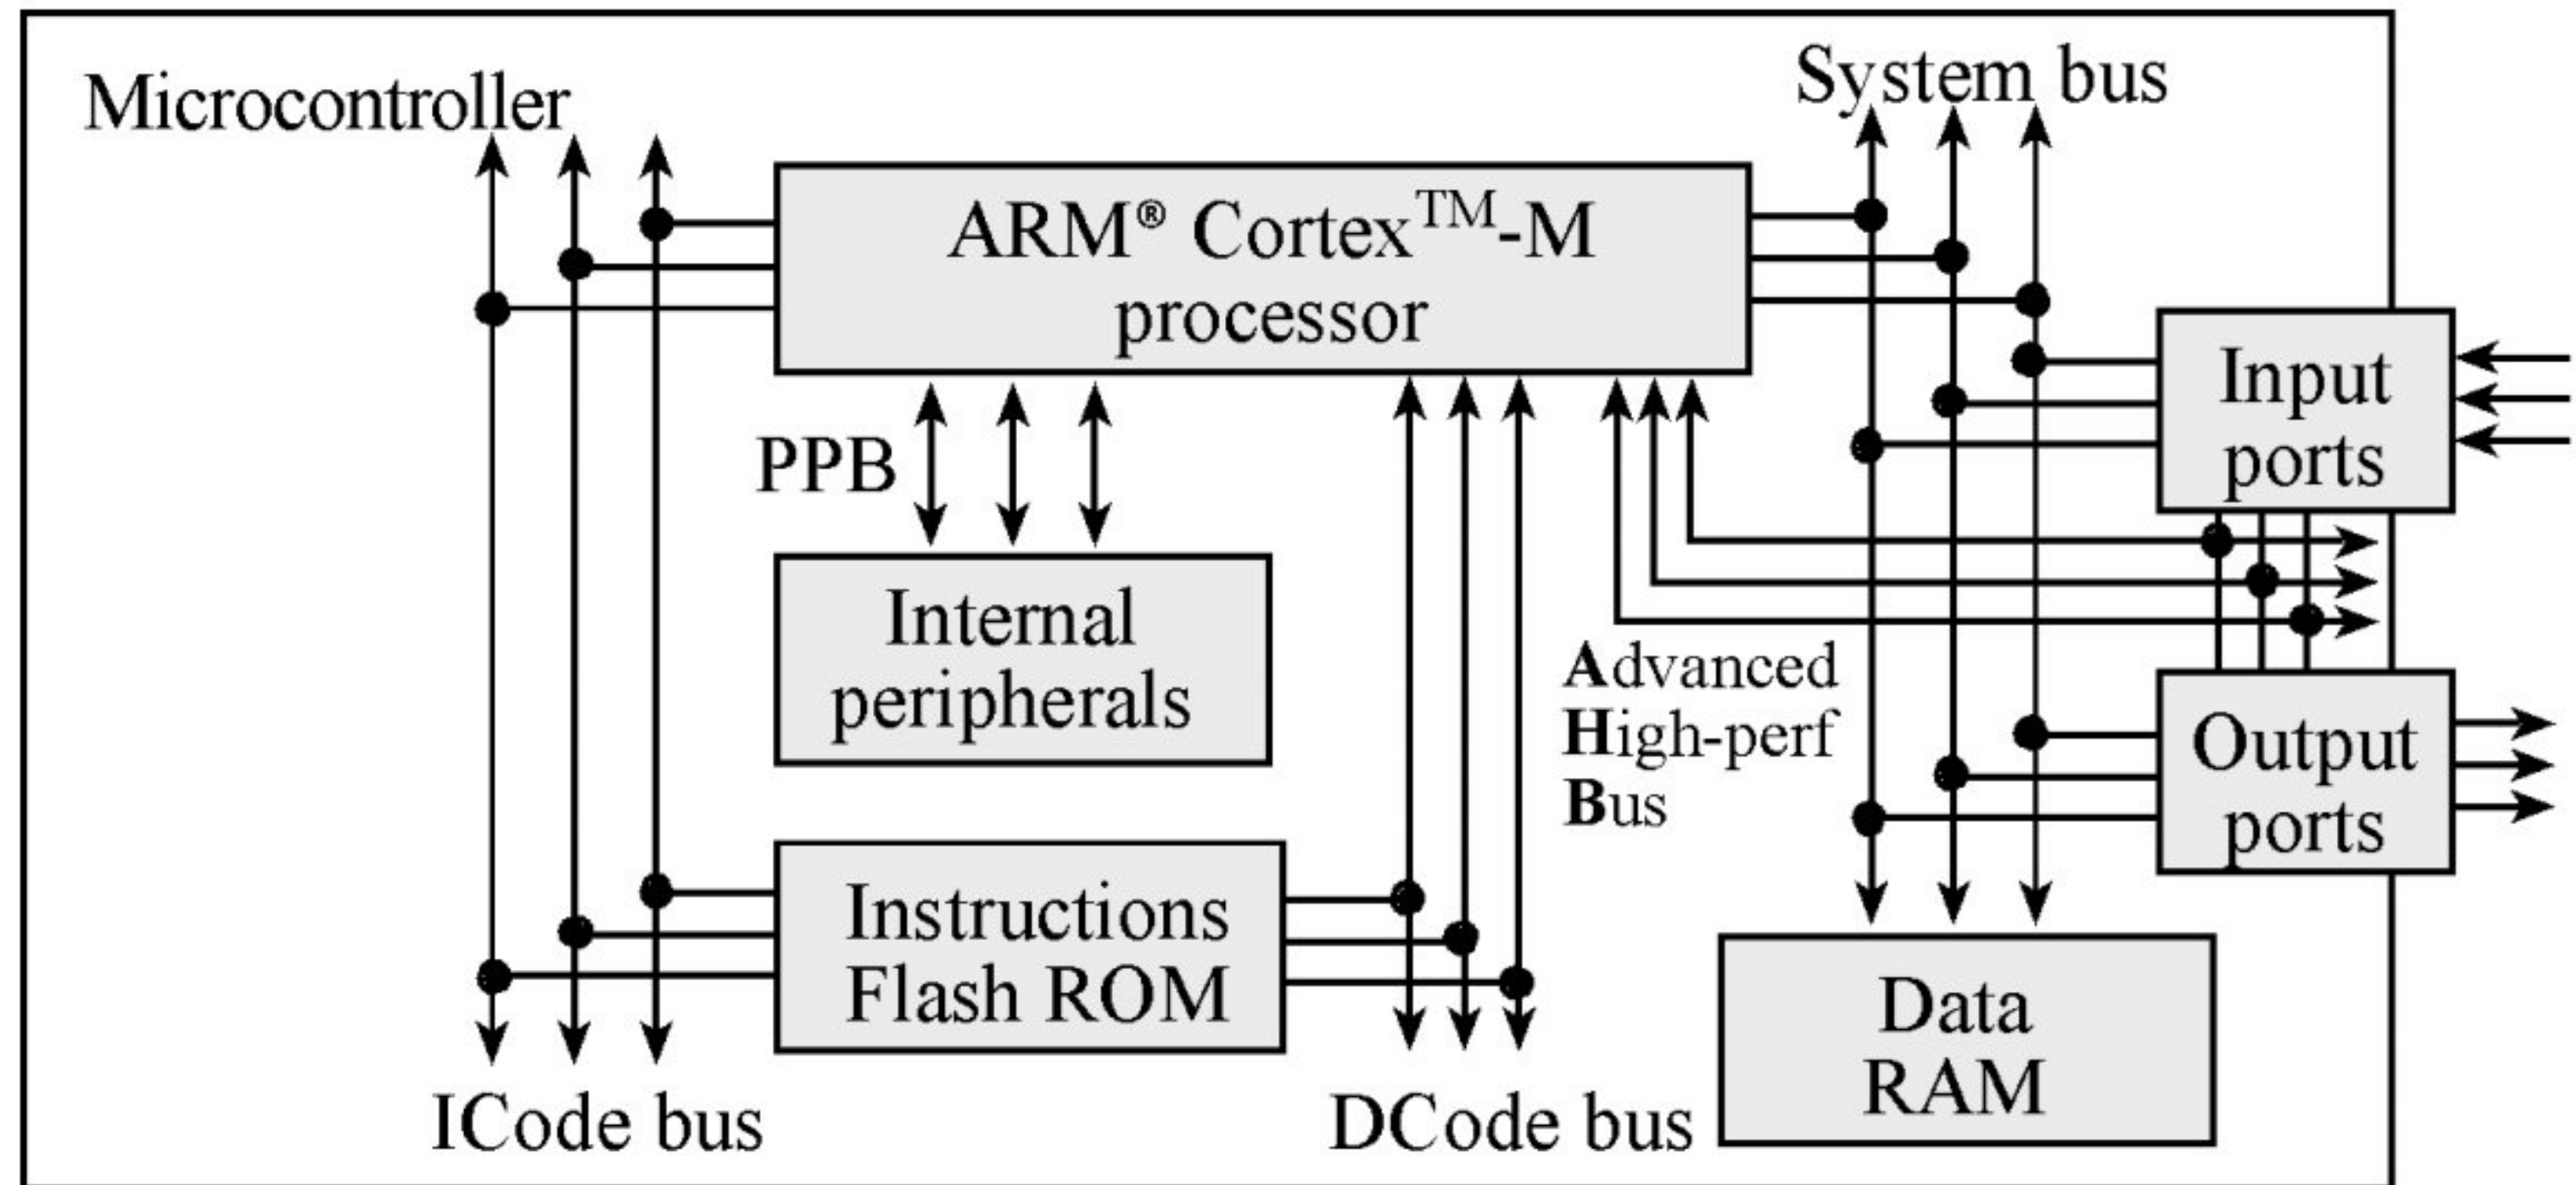 Microcontroller
System bus
ARM® Cortex™-M
processor
Input
ports
PPB
Internal
peripherals
Advanced
High-perf
Bus
Output
ports
Instructions
Flash ROM
Data
RAM
ICode bus
DCode bus